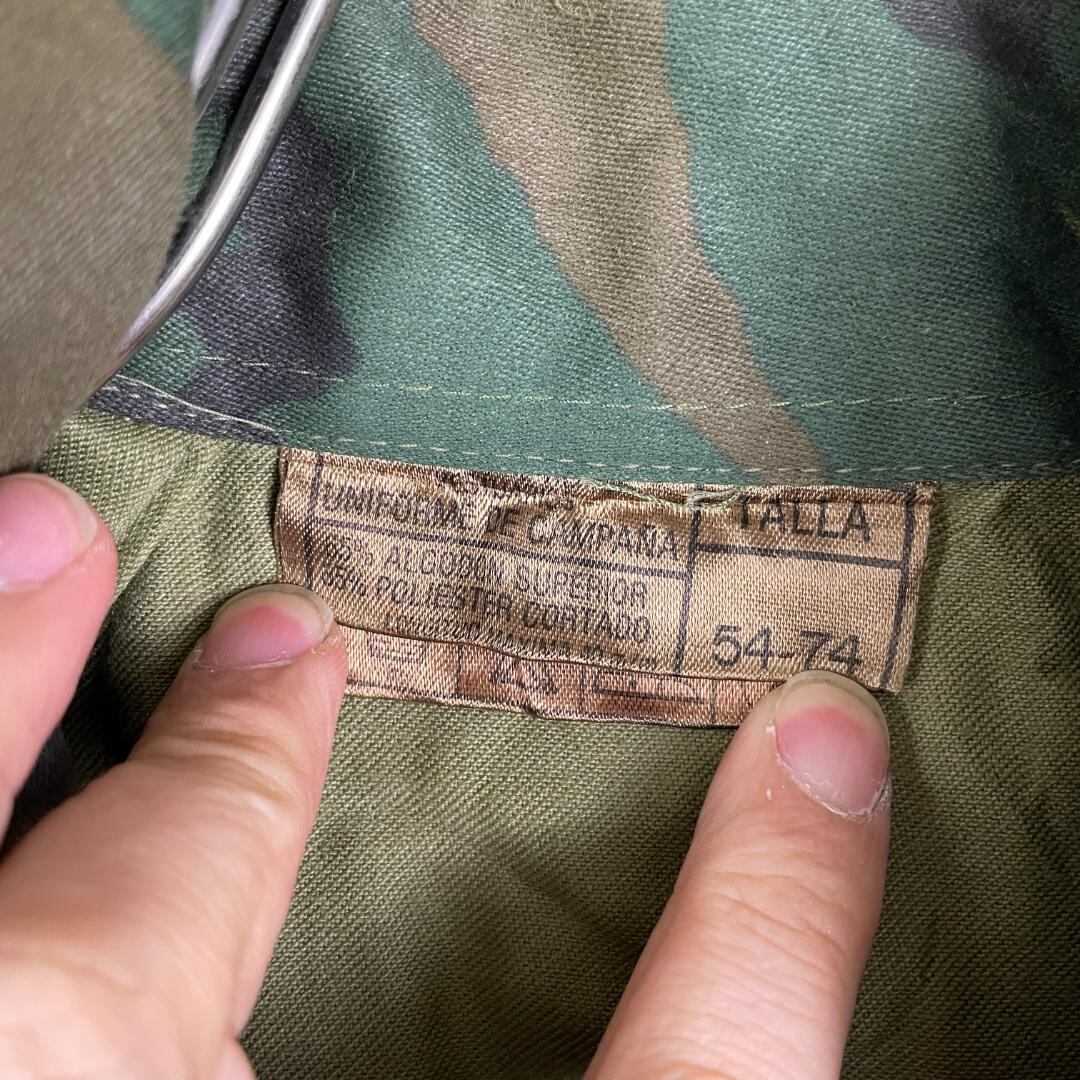 UNIFORME DE CAMPAÑA
TALLA
ALGODON SUPERIOR
POLIESTER CORTADO
54-74